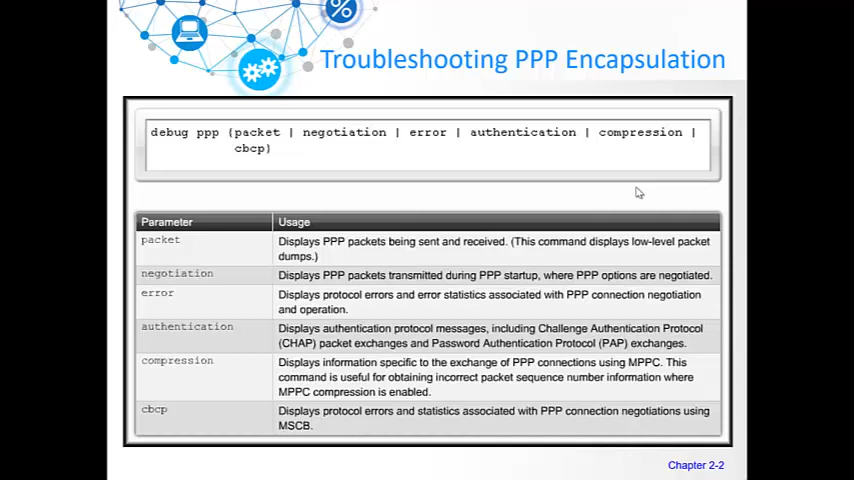 Troubleshooting PPP Encapsulation
debug ppp {packet | negotiation | error | authentication | compression |
cbcp}
Parameter Usage
packet Displays PPP packets being sent and received. (This command displays low-level packet
dumps.)
negotiation Displays PPP packets transmitted during PPP startup, where PPP options are negotiated.
error Displays protocol errors and error statistics associated with PPP connection negotiation
and operation.
authentication Displays authentication protocol messages, including Challenge Authentication Protocol
(CHAP) packet exchanges and Password Authentication Protocol (PAP) exchanges.
compression Displays information specific to the exchange of PPP connections using MPPC. This
command is useful for obtaining incorrect packet sequence number information where
MPPC compression is enabled.
cbcp Displays protocol errors and statistics associated with PPP connection negotiations using
MSCB.
Chapter 2-2